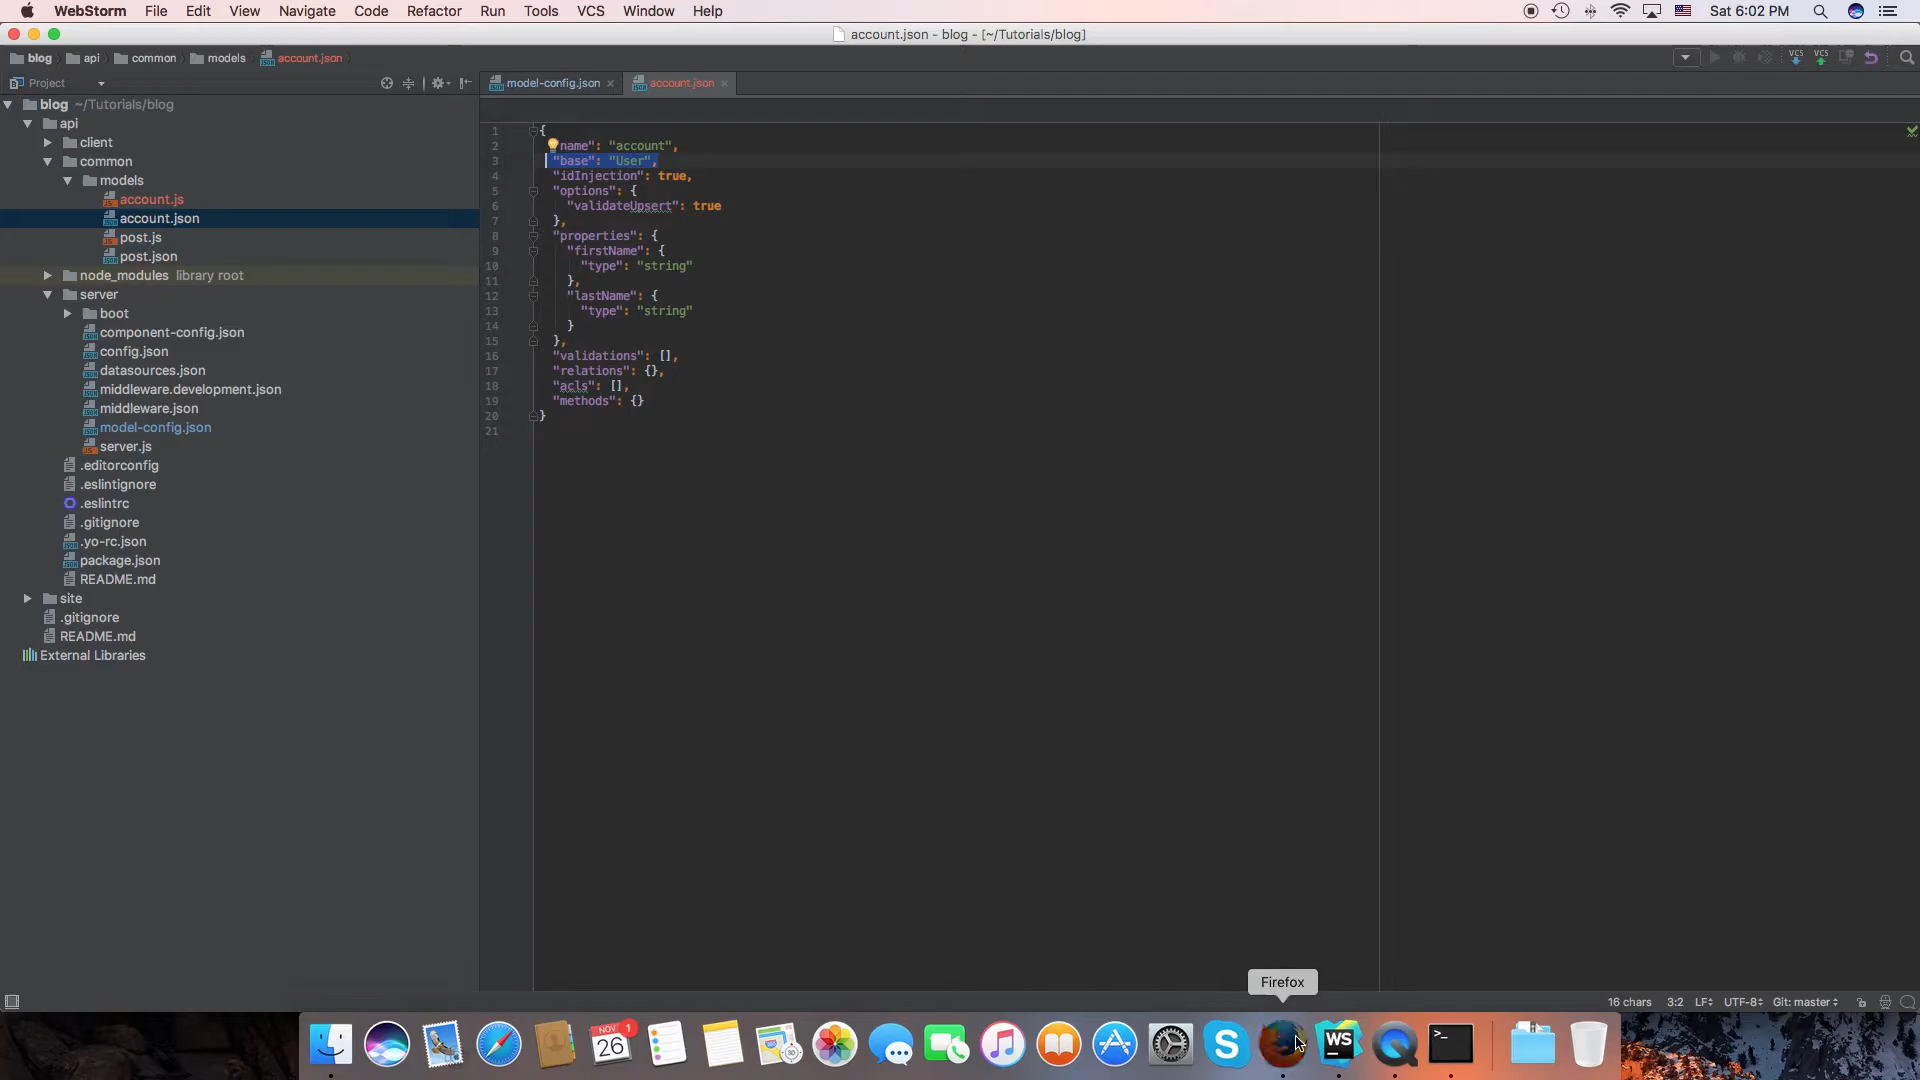 WebStorm File Edit View Navigate Code Refactor Run Tools VCS Window Help Sat 6:02 PM
account.json - blog - [~/Tutorials/blog]
blog api common models account.json VCS VCS
Project model-config.json account.json
blog ~/Tutorials/blog
api
client
common
models
account.js
account.json
post.js
post.json
node_modules library root
server
boot
component-config.json
config.json
datasources.json
middleware.development.json
middleware.json
model-config.json
server.js
.editorconfig
.eslintignore
.eslintrc
.gitignore
.yo-rc.json
package.json
README.md
site
.gitignore
README.md
External Libraries
1 {
2 name": "account",
3 "base": "User",
4 "idInjection": true,
5 "options": {
6 "validateUpsert": true
7 },
8 "properties": {
9 "firstName": {
10 "type": "string"
11 },
12 "lastName": {
13 "type": "string"
14 }
15 },
16 "validations": [],
17 "relations": {},
18 "acls": [],
19 "methods": {}
20 }
21
Firefox
16 chars 3:2 LF÷ UTF-8÷ Git: master÷
NOV 1
26
WS
>_